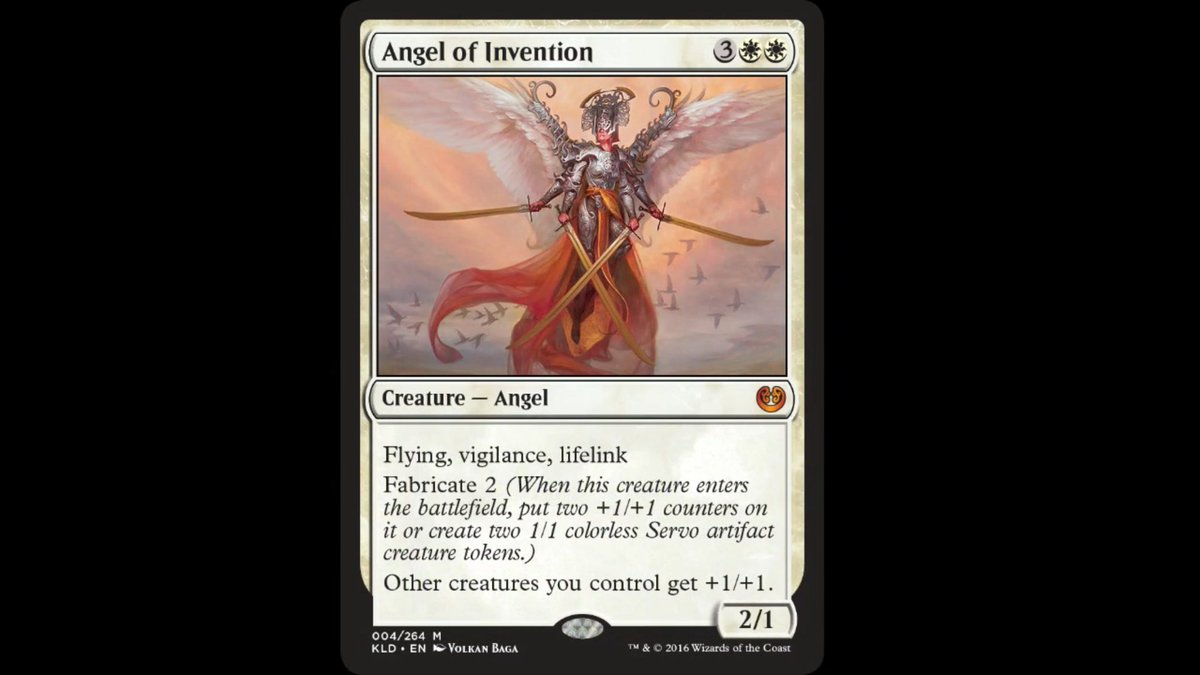 Angel of Invention 3
Creature — Angel
Flying, vigilance, lifelink
Fabricate 2 (When this creature enters
the battlefield, put two +1/+1 counters on
it or create two 1/1 colorless Servo artifact
creature tokens.)
Other creatures you control get +1/+1.
2/1
004/264 M
KLD • EN VOLKAN BAGA
™ & © 2016 Wizards of the Coast